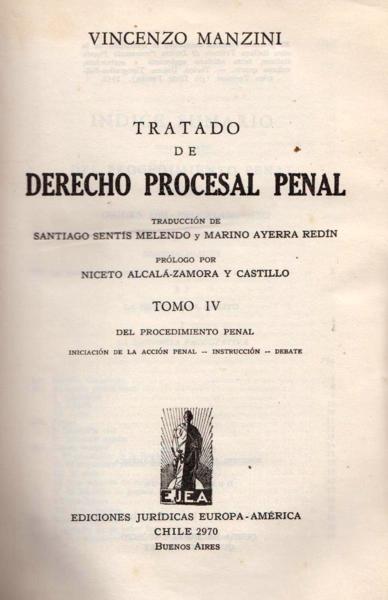 VINCENZO MANZINI
TRATADO
DE
DERECHO PROCESAL PENAL
TRADUCCIÓN DE
SANTIAGO SENTÍS MELENDO y MARINO AYERRA REDÍN
PRÓLOGO POR
NICETO ALCALÁ-ZAMORA Y CASTILLO
TOMO IV
DEL PROCEDIMIENTO PENAL
INICIACIÓN DE LA ACCIÓN PENAL -- INSTRUCCIÓN -- DEBATE
E.J.E.A.
EDICIONES JURÍDICAS EUROPA-AMÉRICA
CHILE 2970
BUENOS AIRES